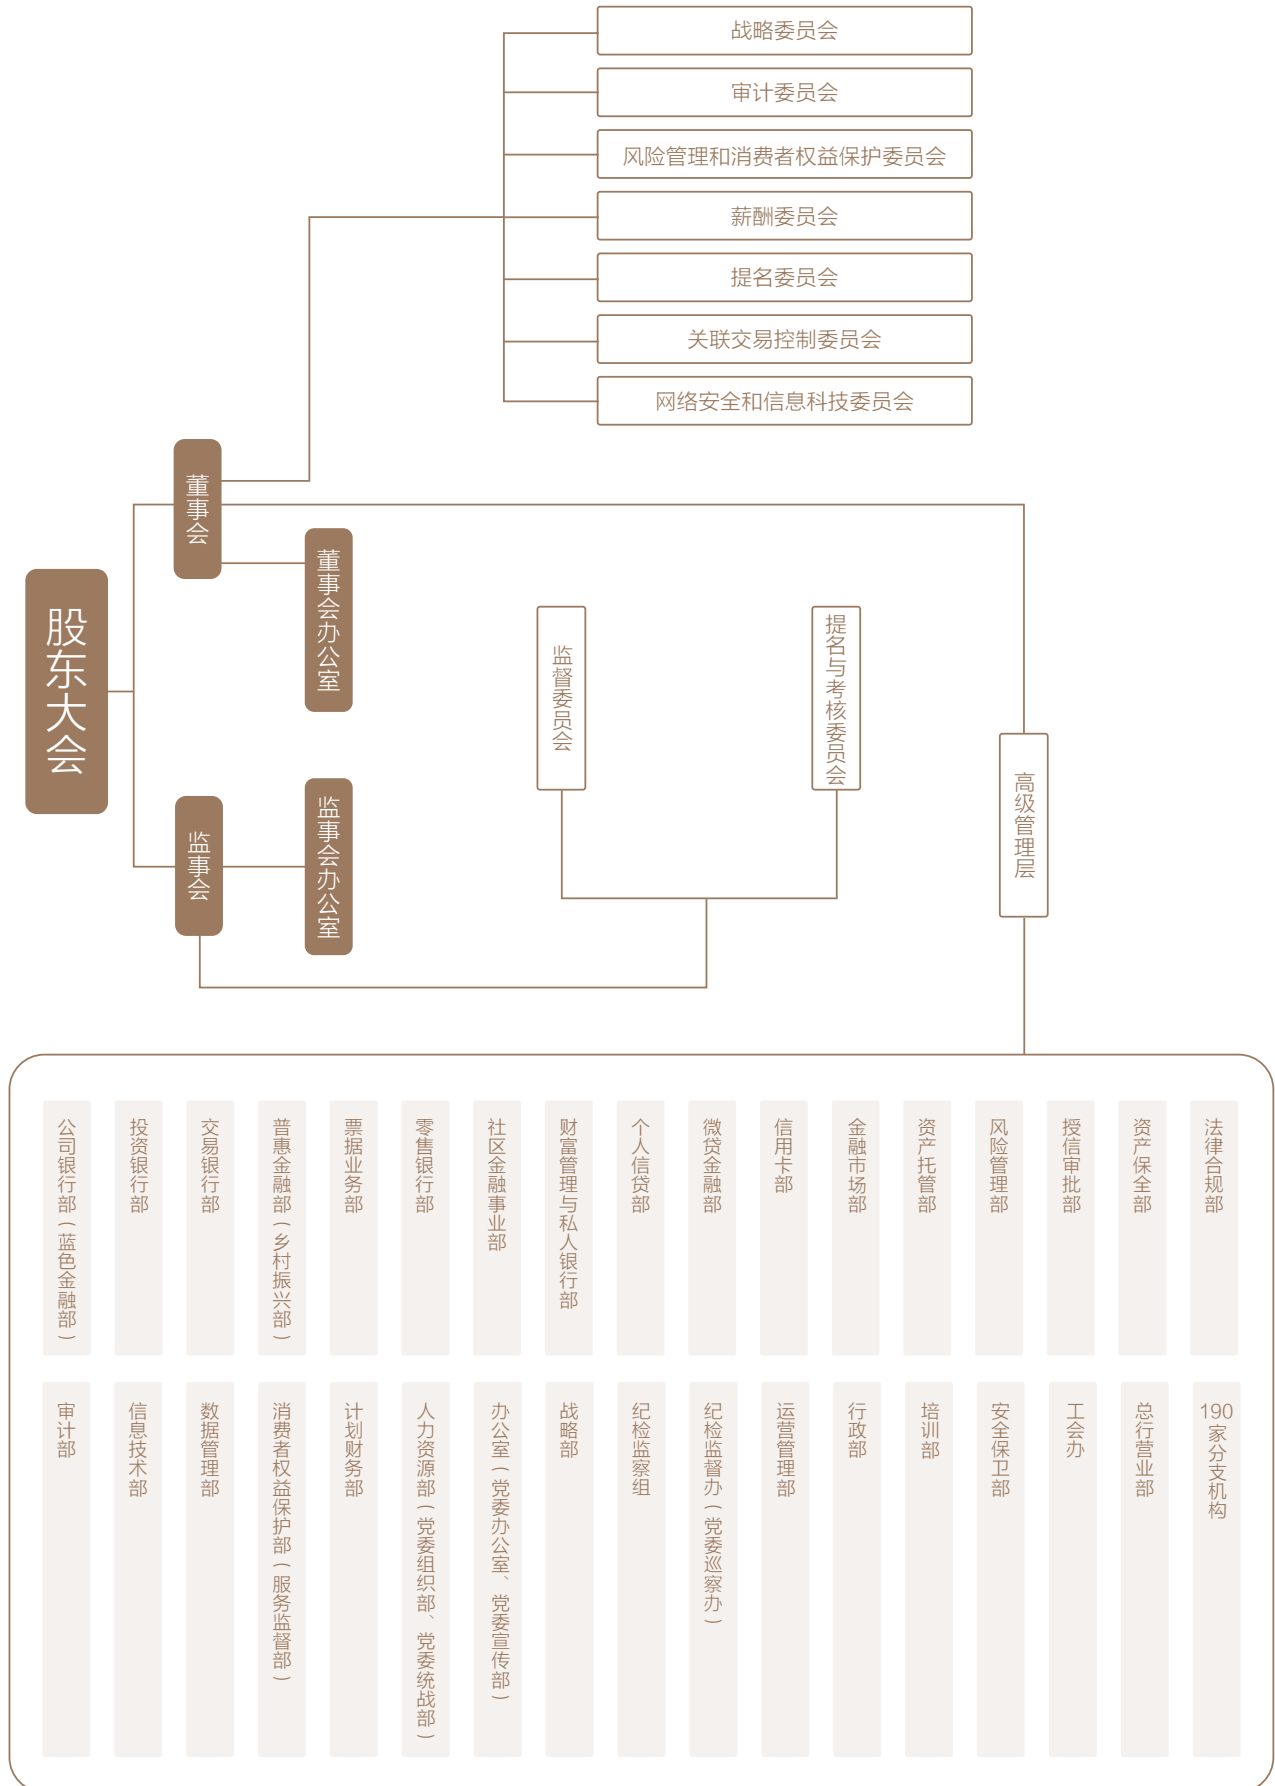 战略委员会
审计委员会
风险管理和消费者权益保护委员会
薪酬委员会
提名委员会
关联交易控制委员会
网络安全和信息科技委员会
董事会
董事会办公室
股东大会
监督委员会
提名与考核委员会
高级管理层
监事会
监事会办公室
公司银行部(蓝色金融部)
投资银行部
交易银行部
普惠金融部(乡村振兴部)
票据业务部
零售银行部
社区金融事业部
财富管理与私人银行部
个人信贷部
微贷金融部
信用卡部
金融市场部
资产托管部
风险管理部
授信审批部
资产保全部
法律合规部
审计部
信息技术部
数据管理部
消费者权益保护部(服务监督部)
计划财务部
人力资源部(党委组织部、党委统战部)
办公室(党委办公室、党委宣传部)
战略部
纪检监察组
纪检监督办(党委巡察办)
运营管理部
行政部
培训部
安全保卫部
工会办
总行营业部
190家分支机构